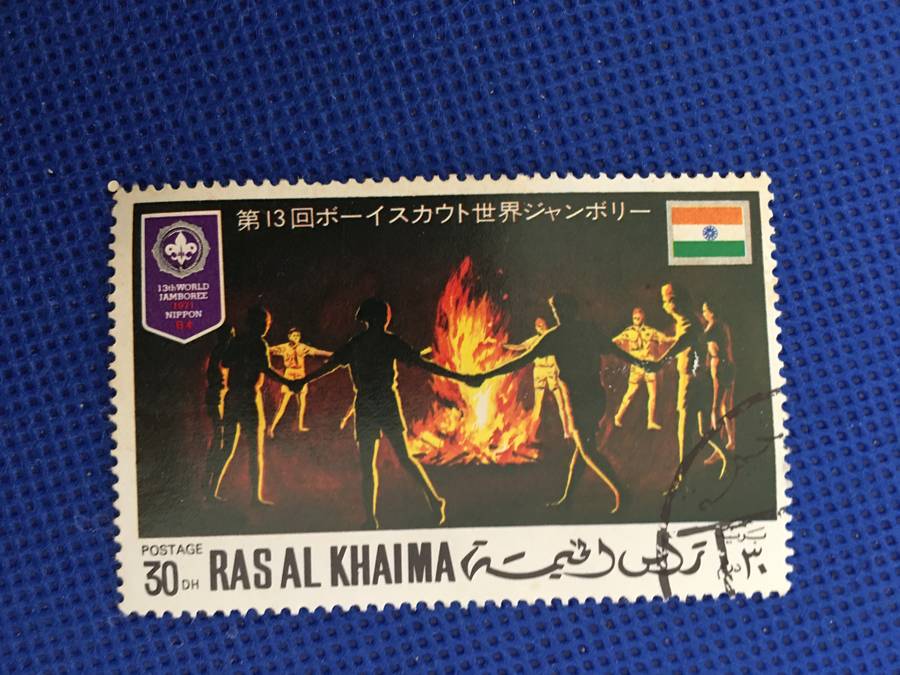 第13回ボーイスカウト世界ジャンボリー
13th WORLD
JAMBOREE
1971
NIPPON
POSTAGE
30 DH
RAS AL KHAIMA
رأس الخيمة
٣٠